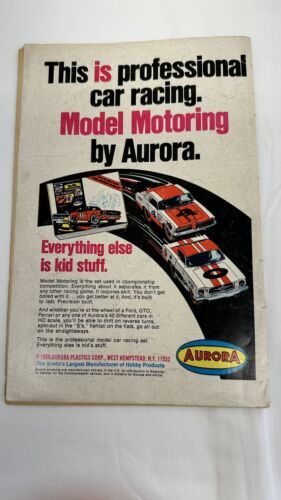 This is professional
car racing.
Model Motoring
by Aurora.
Everything else
is kid stuff.
Model Motoring is the set used in championship
competition. Everything about it separates it from
any other racing game. It requires skill. You don't get
bored with it . . . you get better at it. And, it's built
to last. Precision built.
And whether you're at the wheel of a Ford, GTO,
Ferrari or any one of Aurora's 40 different cars in
HO scale, you'll be able to drift on reverse turns,
spin-out in the "S's," fishtail on the flats, go all out
on the straightaways.
This is the professional model car racing set.
Everything else is kid's stuff.
AURORA PLASTICS CORP., WEST HEMPSTEAD, N.Y. 11552
The World's Largest Manufacturer of Hobby Products
AURORA